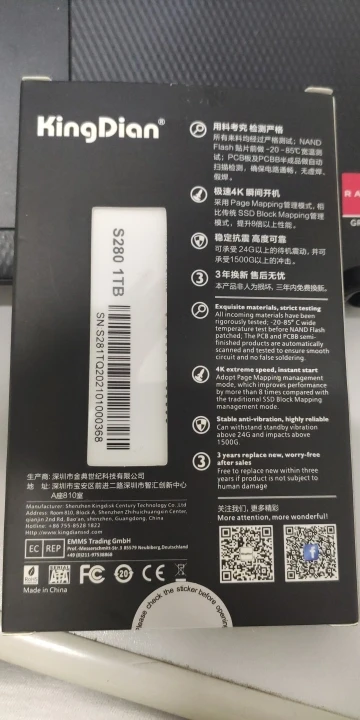 KingDian®
S280 1TB
SN S281TQ202101000368
用料考究 检测严格
所有来料均经过严格测试; NAND
Flash 贴片前做 -20 - 85℃宽温测
试; PCB板及PCBB半成品做自动
扫描检测, 确保电路通畅, 无虚焊、
假焊。
极速4K 瞬间开机
采用 Page Mapping管理模式, 相
比传统 SSD Block Mapping管理
模式, 提升8倍以上性能。
稳定抗震 高度可靠
可承受 24G以上的待机震动, 并可
承受1500G以上的冲击。
3
3年换新 售后无忧
本产品非人为损坏, 三年内免费换新。
Exquisite materials, strict testing
All incoming materials have been
rigorously tested; -20-85° C wide
temperature test before NAND Flash
patched; The PCB and PCBB semi-
finished products are automatically
scanned and tested to ensure smooth
circuit and no false soldering.
4K extreme speed, instant start
Adopt Page Mapping management
mode, which improves performance
by more than 8 times compared with
the traditional SSD Block Mapping
management mode.
Stable anti-vibration, highly reliable
Can withstand standby vibration
above 24G and impacts above
1500G.
3
3 years replace new, worry-free
after sales
Free to replace new within three
years if product is not subject to
human damage
生产商: 深圳市金典世纪科技有限公司
地 址: 深圳市宝安区前进二路深圳市智汇创新中心
A座810室
Manufacturer: Shenzhen Kingdian Century Technology Co.,Ltd
Address: Room 810, Block A, Shenzhen Zhihuichuangxin Center,
qianjin 2nd Rd, Bao'an, shenzhen, Guangdong, China
Hotline: +86 755-8528 1822
Http://www.kingdianssd.com
EC REP
EMMS Trading GmbH
+49 (0)211-97536868
关注我们, 更多精彩
More attention, more wonderful!
RoHS
SERIAL
ATA
FC
20
CE
Made in China
please check the sticker before opening